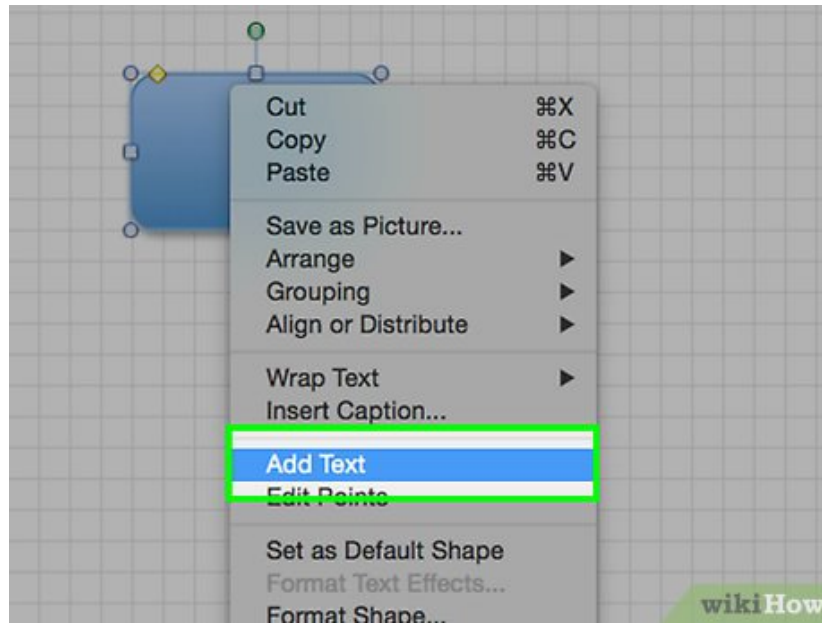 Cut ⌘X
Copy ⌘C
Paste ⌘V
Save as Picture...
Arrange
Grouping
Align or Distribute
Wrap Text
Insert Caption...
Add Text
Edit Points
Set as Default Shape
Format Text Effects...
Format Shape...
wikiHow